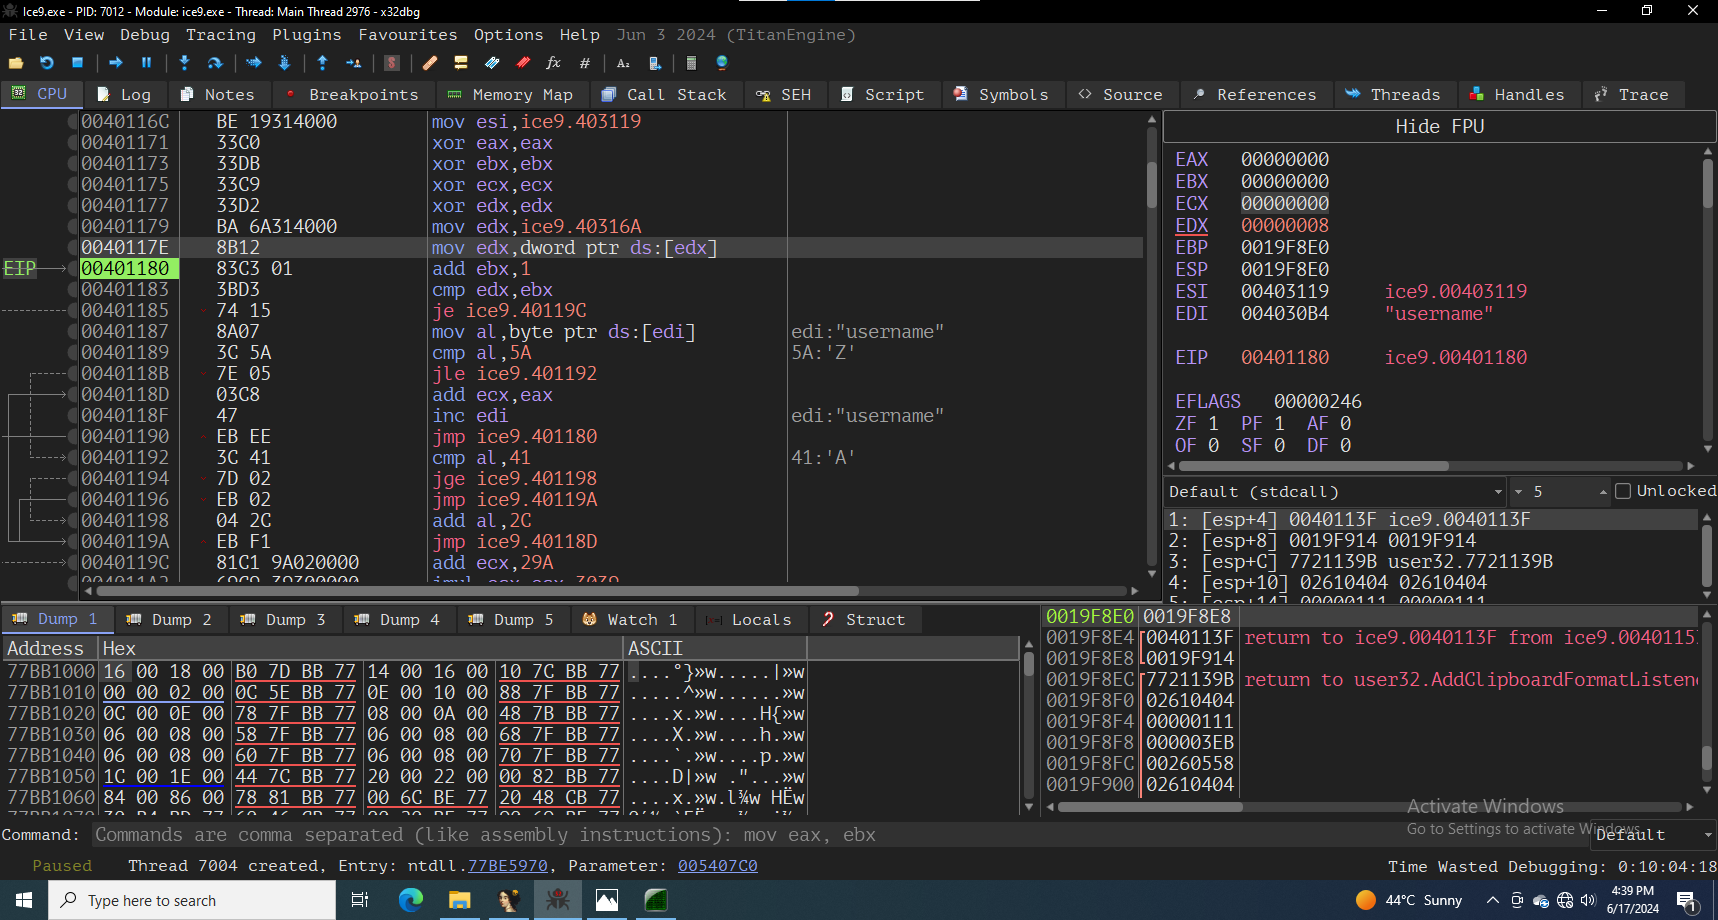 Ice9.exe - PID: 7012 - Module: ice9.exe - Thread: Main Thread 2976 - x32dbg
File View Debug Tracing Plugins Favourites Options Help Jun 3 2024 (TitanEngine)
CPU Log Notes Breakpoints Memory Map Call Stack SEH Script Symbols Source References Threads Handles Trace
0040116C BE 19314000 mov esi,ice9.403119
00401171 33C0 xor eax,eax
00401173 33DB xor ebx,ebx
00401175 33C9 xor ecx,ecx
00401177 33D2 xor edx,edx
00401179 BA 6A314000 mov edx,ice9.40316A
0040117E 8B12 mov edx,dword ptr ds:[edx]
EIP 00401180 83C3 01 add ebx,1
00401183 3BD3 cmp edx,ebx
00401185 74 15 je ice9.40119C
00401187 8A07 mov al,byte ptr ds:[edi] edi:"username"
00401189 3C 5A cmp al,5A 5A:'Z'
0040118B 7E 05 jle ice9.401192
0040118D 03C8 add ecx,eax
0040118F 47 inc edi edi:"username"
00401190 EB EE jmp ice9.401180
00401192 3C 41 cmp al,41 41:'A'
00401194 7D 02 jge ice9.401198
00401196 EB 02 jmp ice9.40119A
00401198 04 2C add al,2C
0040119A EB F1 jmp ice9.40118D
0040119C 81C1 9A020000 add ecx,29A
Hide FPU
EAX 00000000
EBX 00000000
ECX 00000000
EDX 00000008
EBP 0019F8E0
ESP 0019F8E0
ESI 00403119 ice9.00403119
EDI 004030B4 "username"
EIP 00401180 ice9.00401180
EFLAGS 00000246
ZF 1 PF 1 AF 0
OF 0 SF 0 DF 0
Default (stdcall) 5 Unlocked
1: [esp+4] 0040113F ice9.0040113F
2: [esp+8] 0019F914 0019F914
3: [esp+C] 7721139B user32.7721139B
4: [esp+10] 02610404 02610404
5: [esp+14] 00000111 00000111
Dump 1 Dump 2 Dump 3 Dump 4 Dump 5 Watch 1 Locals Struct
Address Hex ASCII
77BB1000 16 00 18 00 B0 7D BB 77 14 00 16 00 10 7C BB 77 ....°}»w.....|»w
77BB1010 00 00 02 00 0C 5E BB 77 0E 00 10 00 88 7F BB 77 .....^»w......»w
77BB1020 0C 00 0E 00 78 7F BB 77 08 00 0A 00 48 7B BB 77 ....x.»w....H{»w
77BB1030 06 00 08 00 58 7F BB 77 06 00 08 00 68 7F BB 77 ....X.»w....h.»w
77BB1040 06 00 08 00 60 7F BB 77 06 00 08 00 70 7F BB 77 ....`.»w....p.»w
77BB1050 1C 00 1E 00 44 7C BB 77 20 00 22 00 00 82 BB 77 ....D|»w ."...»w
77BB1060 84 00 86 00 78 81 BB 77 00 6C BE 77 20 48 CB 77 ....x.»w.l¾w HËw
0019F8E0 0019F8E8
0019F8E4 0040113F return to ice9.0040113F from ice9.0040115
0019F8E8 0019F914
0019F8EC 7721139B return to user32.AddClipboardFormatListen
0019F8F0 02610404
0019F8F4 00000111
0019F8F8 000003EB
0019F8FC 00260558
0019F900 02610404
Activate Windows
Go to Settings to activate Windows.
Command: Commands are comma separated (like assembly instructions): mov eax, ebx Default
Paused Thread 7004 created, Entry: ntdll.77BE5970, Parameter: 005407C0 Time Wasted Debugging: 0:10:04:18
Type here to search
44°C Sunny
4:39 PM
6/17/2024
1